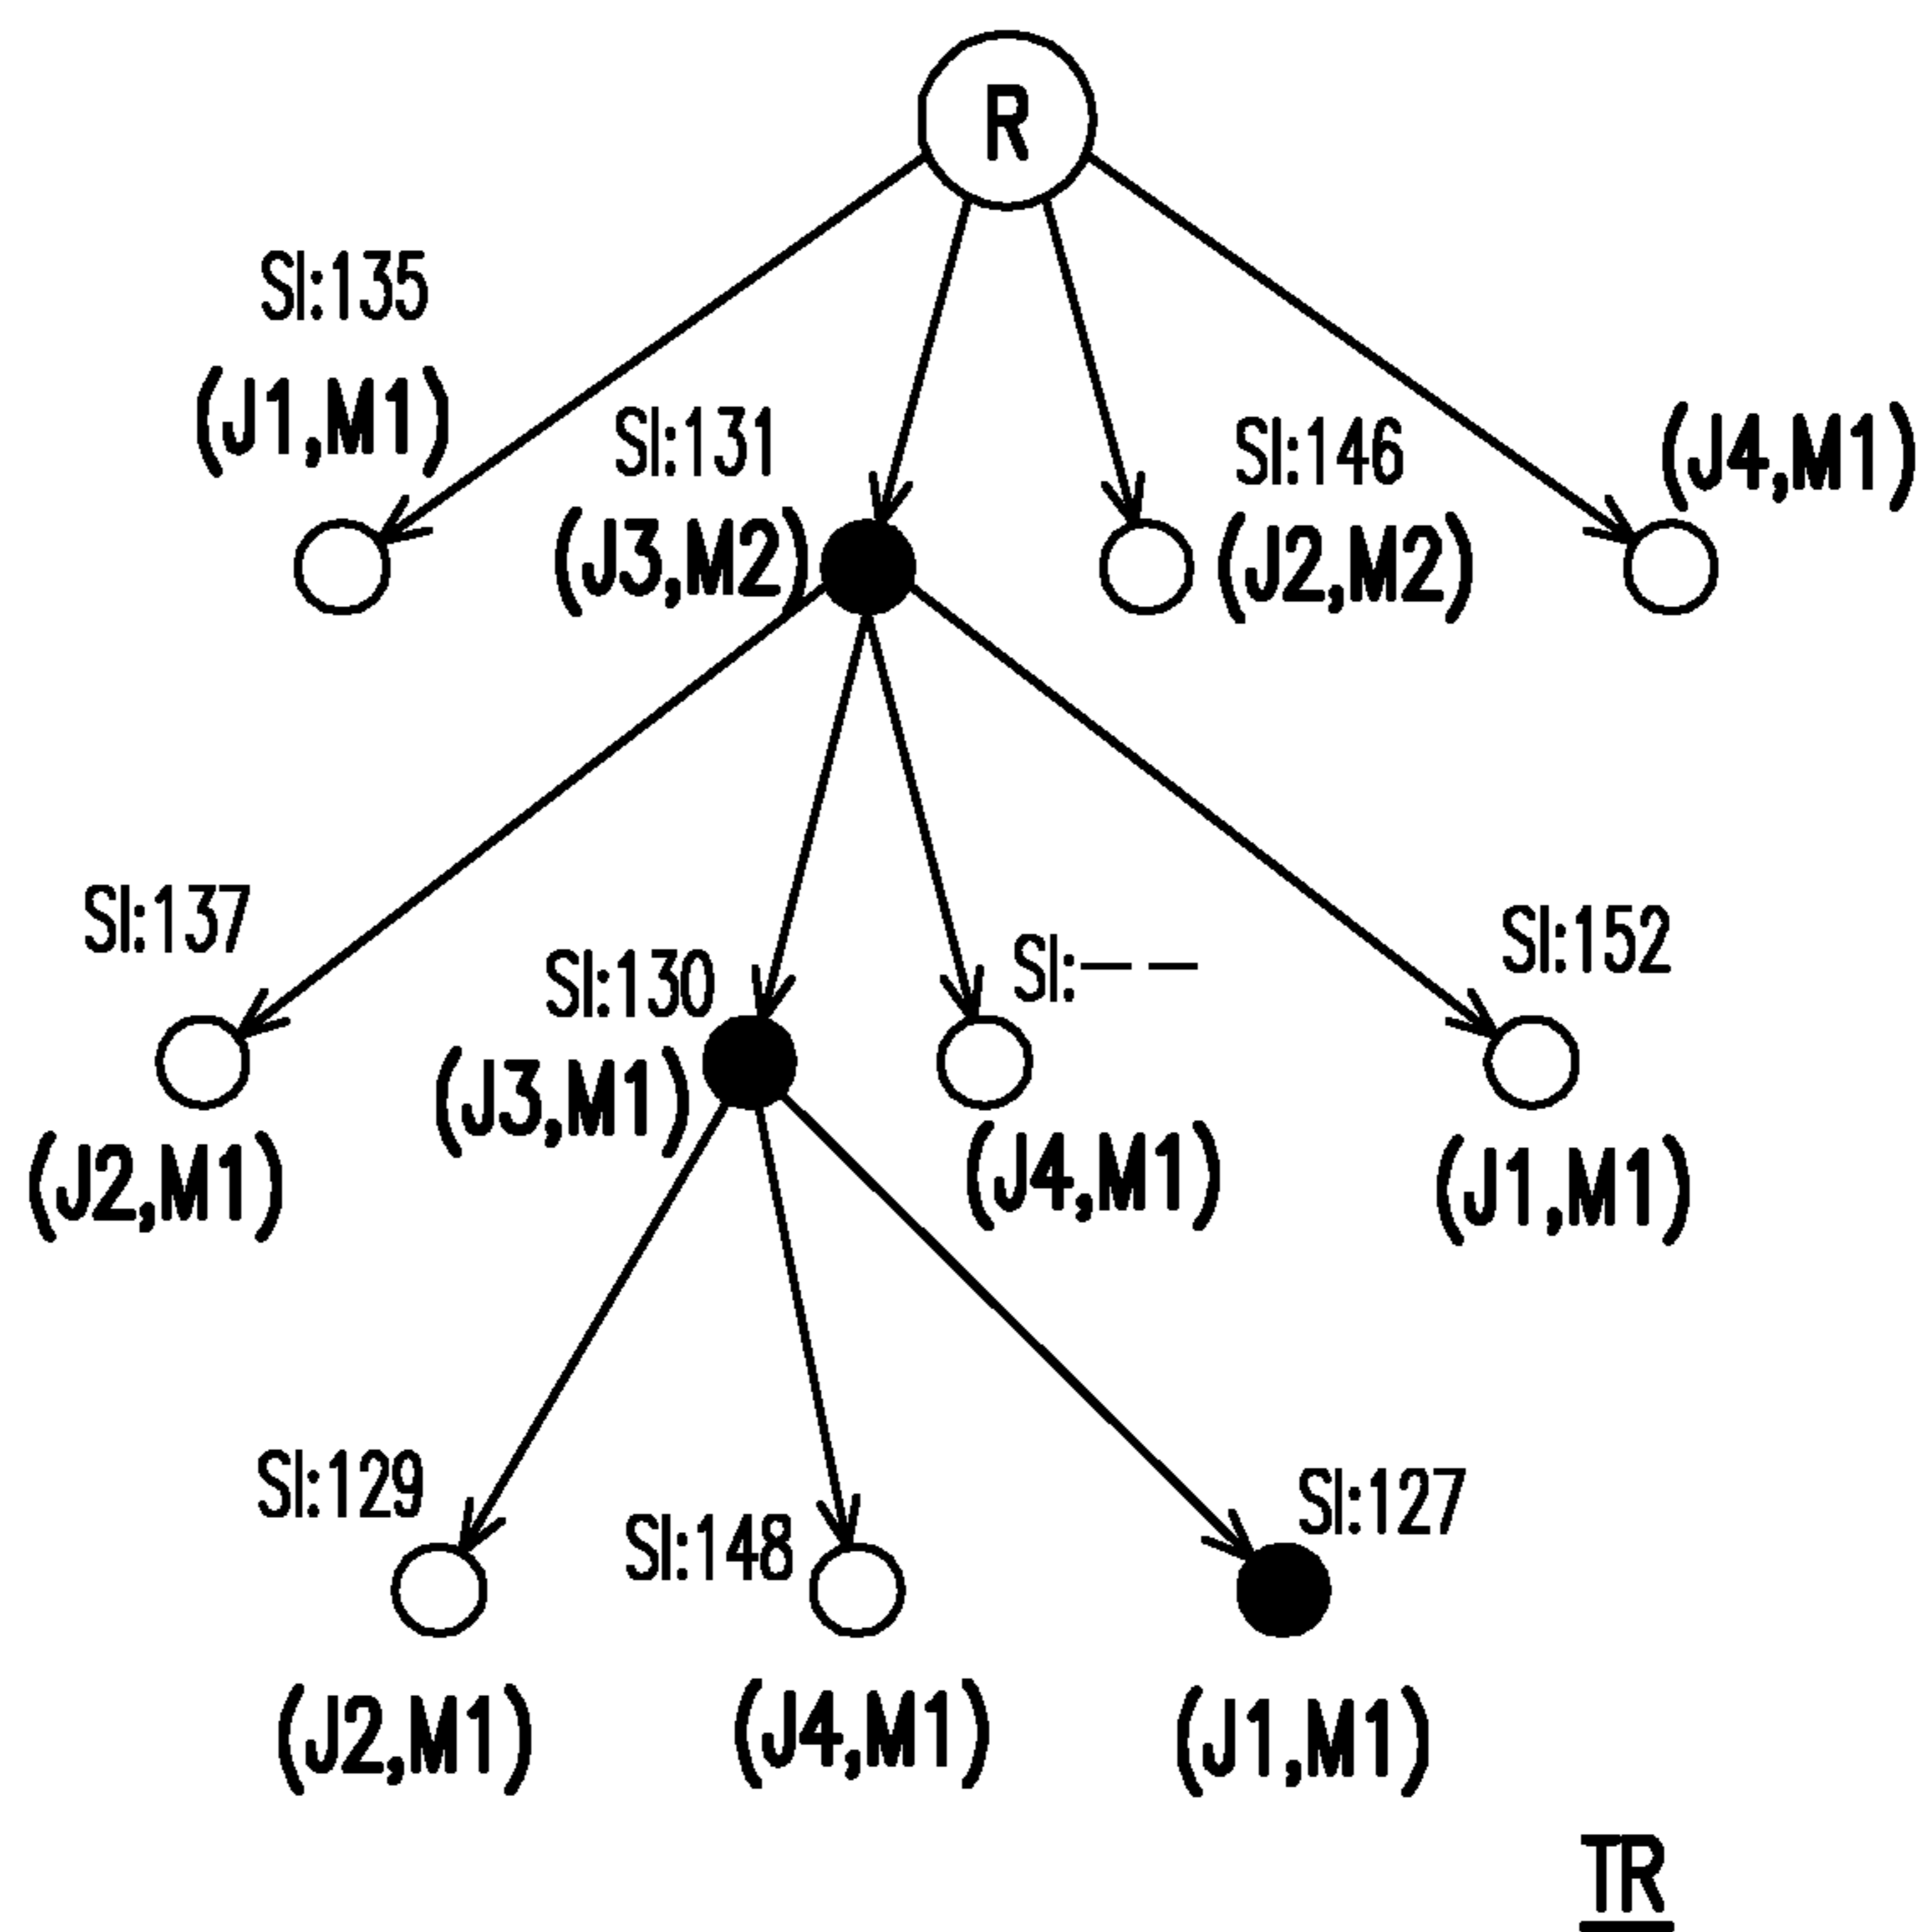 R
SI:135
(J1,M1)
SI:131
(J3,M2)
SI:146
(J2,M2)
(J4,M1)
SI:137
(J2,M1)
SI:130
(J3,M1)
SI:— —
(J4,M1)
SI:152
(J1,M1)
SI:129
(J2,M1)
SI:148
(J4,M1)
SI:127
(J1,M1)
TR